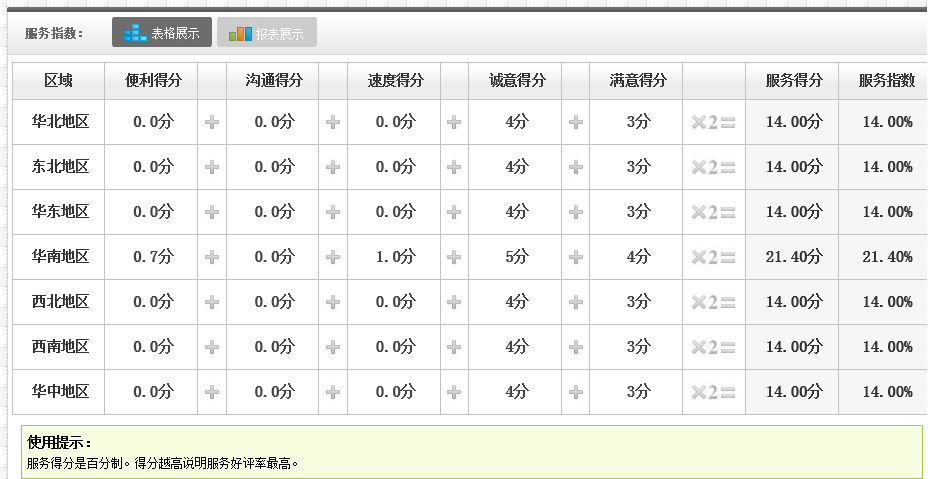 服务指数： 表格展示 报表展示
区域 便利得分 沟通得分 速度得分 诚意得分 满意得分 服务得分 服务指数
华北地区 0.0分 + 0.0分 + 0.0分 + 4分 + 3分 ×2= 14.00分 14.00%
东北地区 0.0分 + 0.0分 + 0.0分 + 4分 + 3分 ×2= 14.00分 14.00%
华东地区 0.0分 + 0.0分 + 0.0分 + 4分 + 3分 ×2= 14.00分 14.00%
华南地区 0.7分 + 0.0分 + 1.0分 + 5分 + 4分 ×2= 21.40分 21.40%
西北地区 0.0分 + 0.0分 + 0.0分 + 4分 + 3分 ×2= 14.00分 14.00%
西南地区 0.0分 + 0.0分 + 0.0分 + 4分 + 3分 ×2= 14.00分 14.00%
华中地区 0.0分 + 0.0分 + 0.0分 + 4分 + 3分 ×2= 14.00分 14.00%
使用提示：
服务得分是百分制。得分越高说明服务好评率最高。